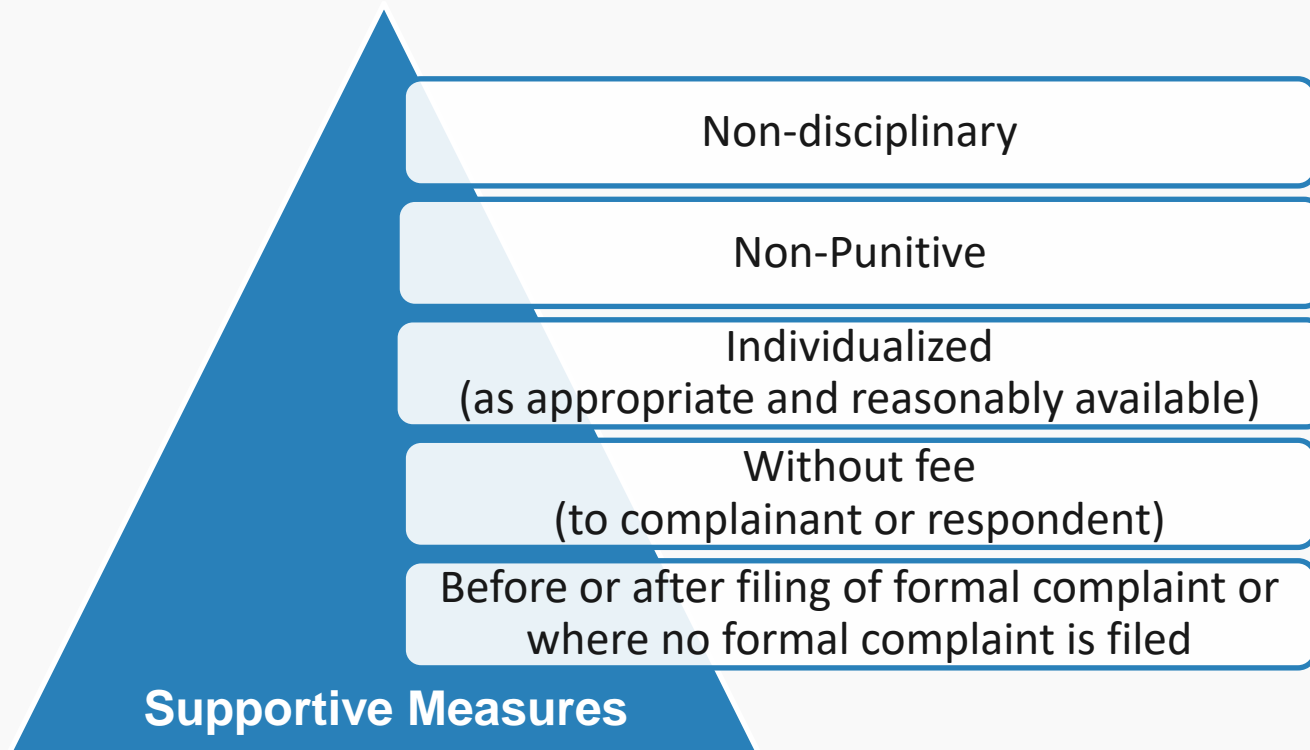 Non-disciplinary
Non-Punitive
Individualized
(as appropriate and reasonably available)
Without fee
(to complainant or respondent)
Before or after filing of formal complaint or
where no formal complaint is filed
Supportive Measures